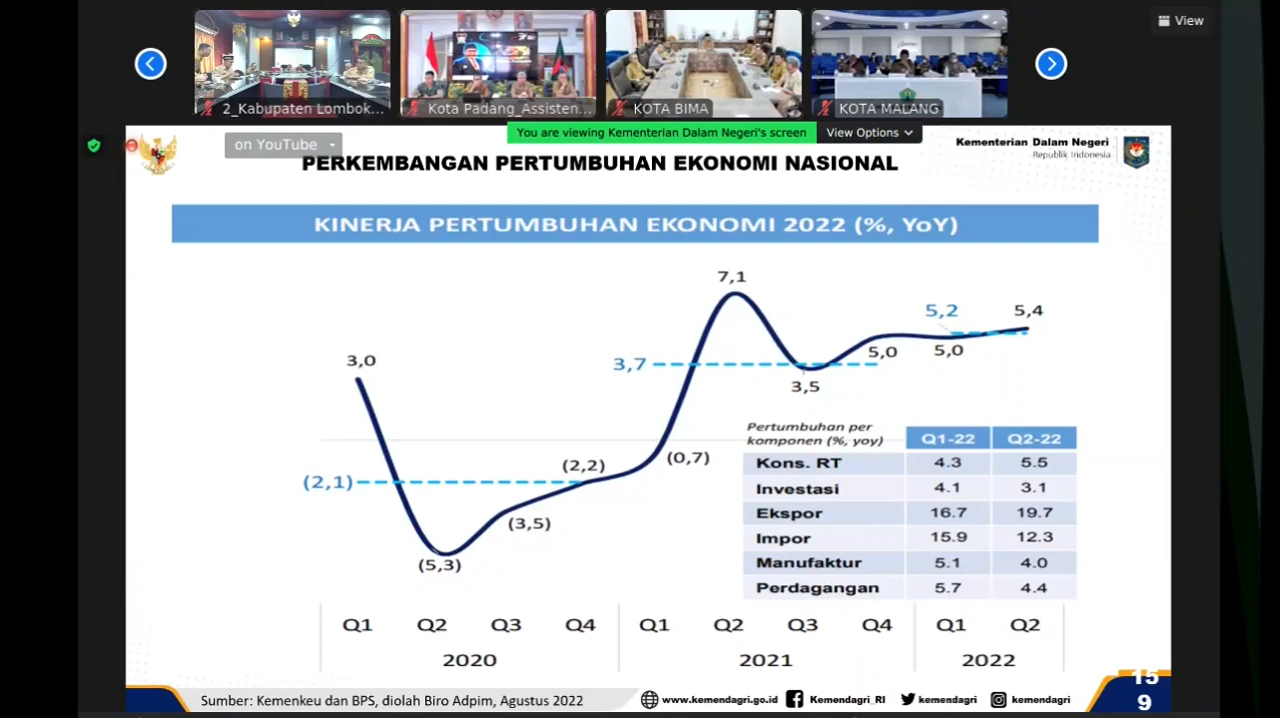 View
2_Kabupaten Lombok...
Kota Padang_Assisten...
KOTA BIMA
KOTA MALANG
You are viewing Kementerian Dalam Negeri's screen
View Options
on YouTube
Kementerian Dalam Negeri
Republik Indonesia
PERKEMBANGAN PERTUMBUHAN EKONOMI NASIONAL
KINERJA PERTUMBUHAN EKONOMI 2022 (%, YoY)
7,1
5,2
5,4
3,0
3,7
5,0
5,0
3,5
(2,2)
(0,7)
(2,1)
(3,5)
(5,3)
Pertumbuhan per
komponen (%, yoy)
Q1-22 Q2-22
Kons. RT 4.3 5.5
Investasi 4.1 3.1
Ekspor 16.7 19.7
Impor 15.9 12.3
Manufaktur 5.1 4.0
Perdagangan 5.7 4.4
Q1 Q2 Q3 Q4 Q1 Q2 Q3 Q4 Q1 Q2
2020 2021 2022
Sumber: Kemenkeu dan BPS, diolah Biro Adpim, Agustus 2022
www.kemendagri.go.id Kemendagri_RI kemendagri kemendagri
15
9